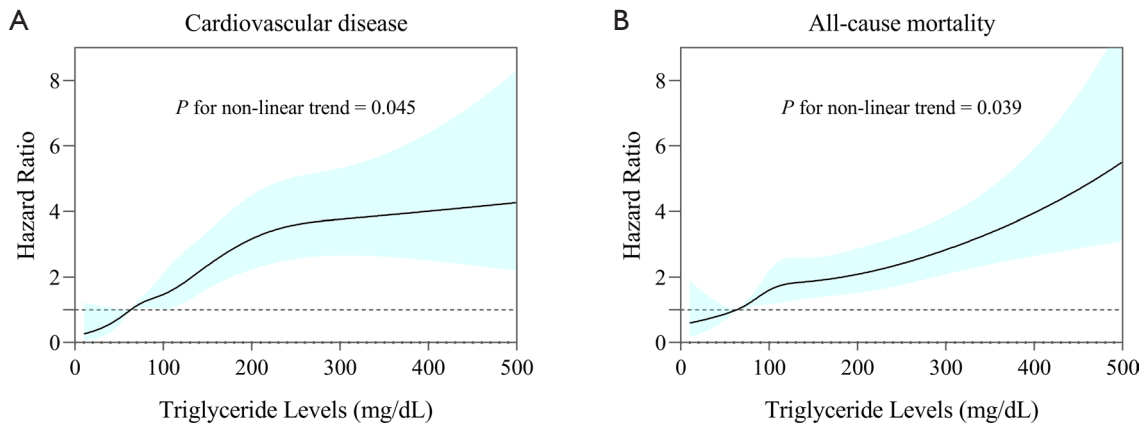 A
Cardiovascular disease
P for non-linear trend = 0.045
Hazard Ratio
8
6
4
2
0
0 100 200 300 400 500
Triglyceride Levels (mg/dL)
B
All-cause mortality
P for non-linear trend = 0.039
Hazard Ratio
8
6
4
2
0
0 100 200 300 400 500
Triglyceride Levels (mg/dL)